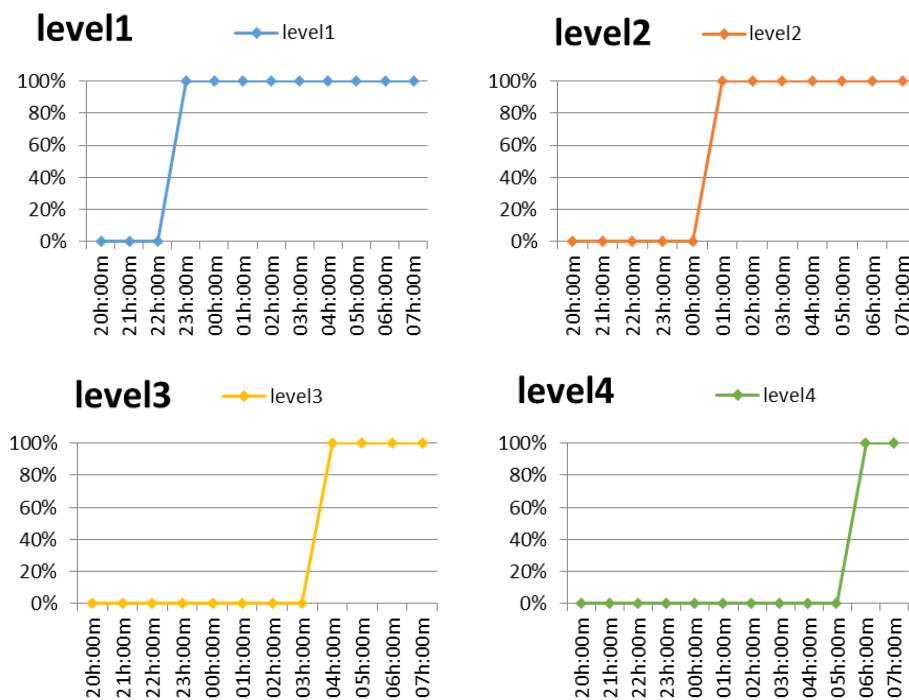 level1
level1
100%
80%
60%
40%
20%
0%
20h:00m
21h:00m
22h:00m
23h:00m
00h:00m
01h:00m
02h:00m
03h:00m
04h:00m
05h:00m
06h:00m
07h:00m
level2
level2
100%
80%
60%
40%
20%
0%
20h:00m
21h:00m
22h:00m
23h:00m
00h:00m
01h:00m
02h:00m
03h:00m
04h:00m
05h:00m
06h:00m
07h:00m
level3
level3
100%
80%
60%
40%
20%
0%
20h:00m
21h:00m
22h:00m
23h:00m
00h:00m
01h:00m
02h:00m
03h:00m
04h:00m
05h:00m
06h:00m
07h:00m
level4
level4
100%
80%
60%
40%
20%
0%
20h:00m
21h:00m
22h:00m
23h:00m
00h:00m
01h:00m
02h:00m
03h:00m
04h:00m
05h:00m
06h:00m
07h:00m